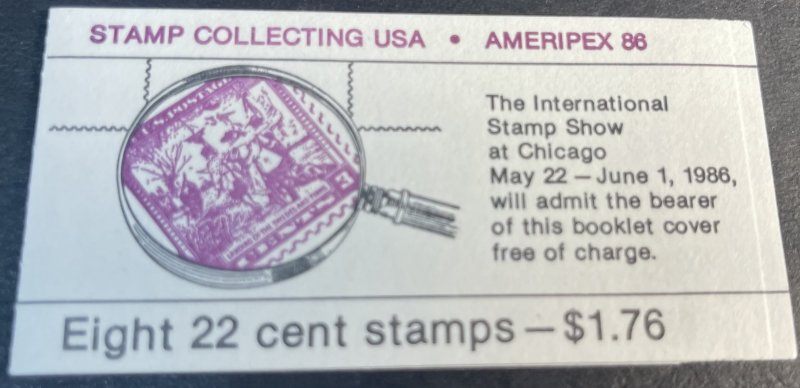 STAMP COLLECTING USA • AMERIPEX 86
U.S. POSTAGE
The International
Stamp Show
at Chicago
May 22 – June 1, 1986,
will admit the bearer
of this booklet cover
free of charge.
Eight 22 cent stamps – $1.76